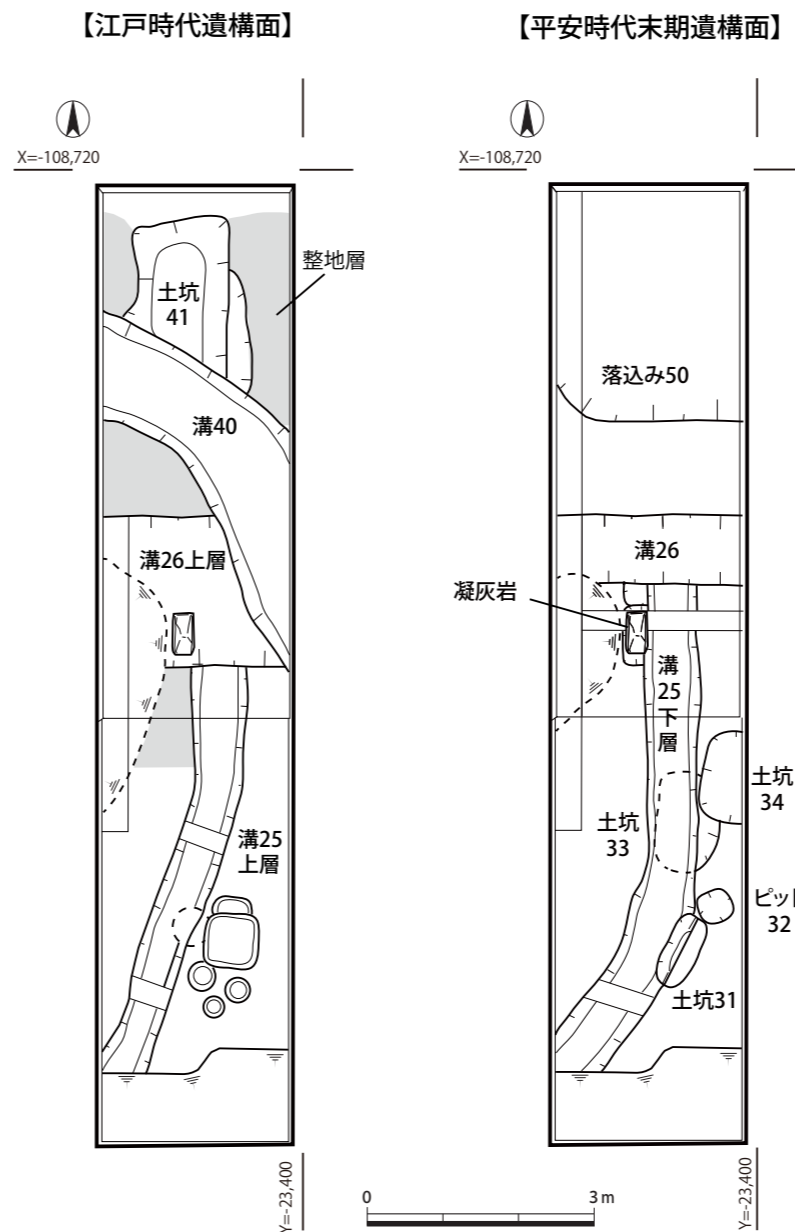 【江戸時代遺構面】
X=-108,720
整地層
土坑
41
溝40
溝26上層
溝25
上層
Y=-23,400
【平安時代末期遺構面】
X=-108,720
落込み50
溝26
凝灰岩
溝
25
下
層
土坑
34
土坑
33
ピット
32
土坑31
Y=-23,400
0
3 m